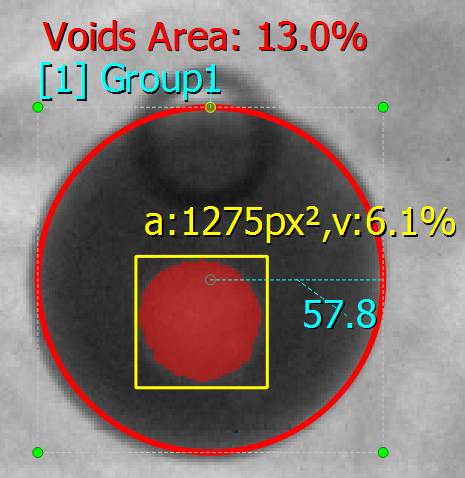 Voids Area: 13.0%
[1] Group1
a:1275px²,v:6.1%
57.8